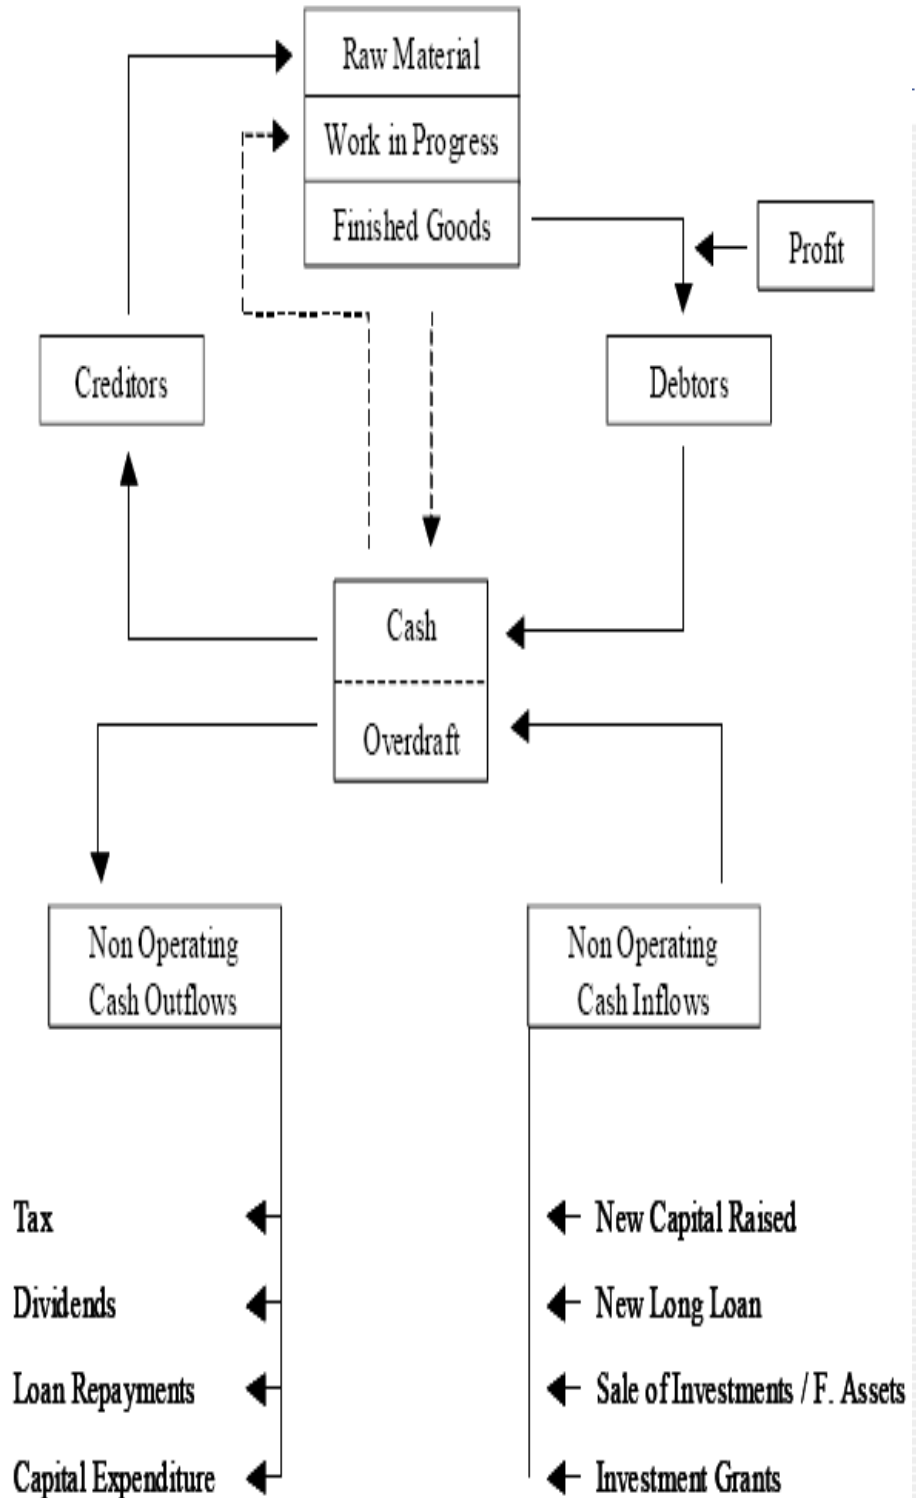 Raw Material
Work in Progress
Finished Goods
Profit
Creditors
Debtors
Cash
Overdraft
Non Operating
Cash Outflows
Non Operating
Cash Inflows
Tax
Dividends
Loan Repayments
Capital Expenditure
New Capital Raised
New Long Loan
Sale of Investments / F. Assets
Investment Grants